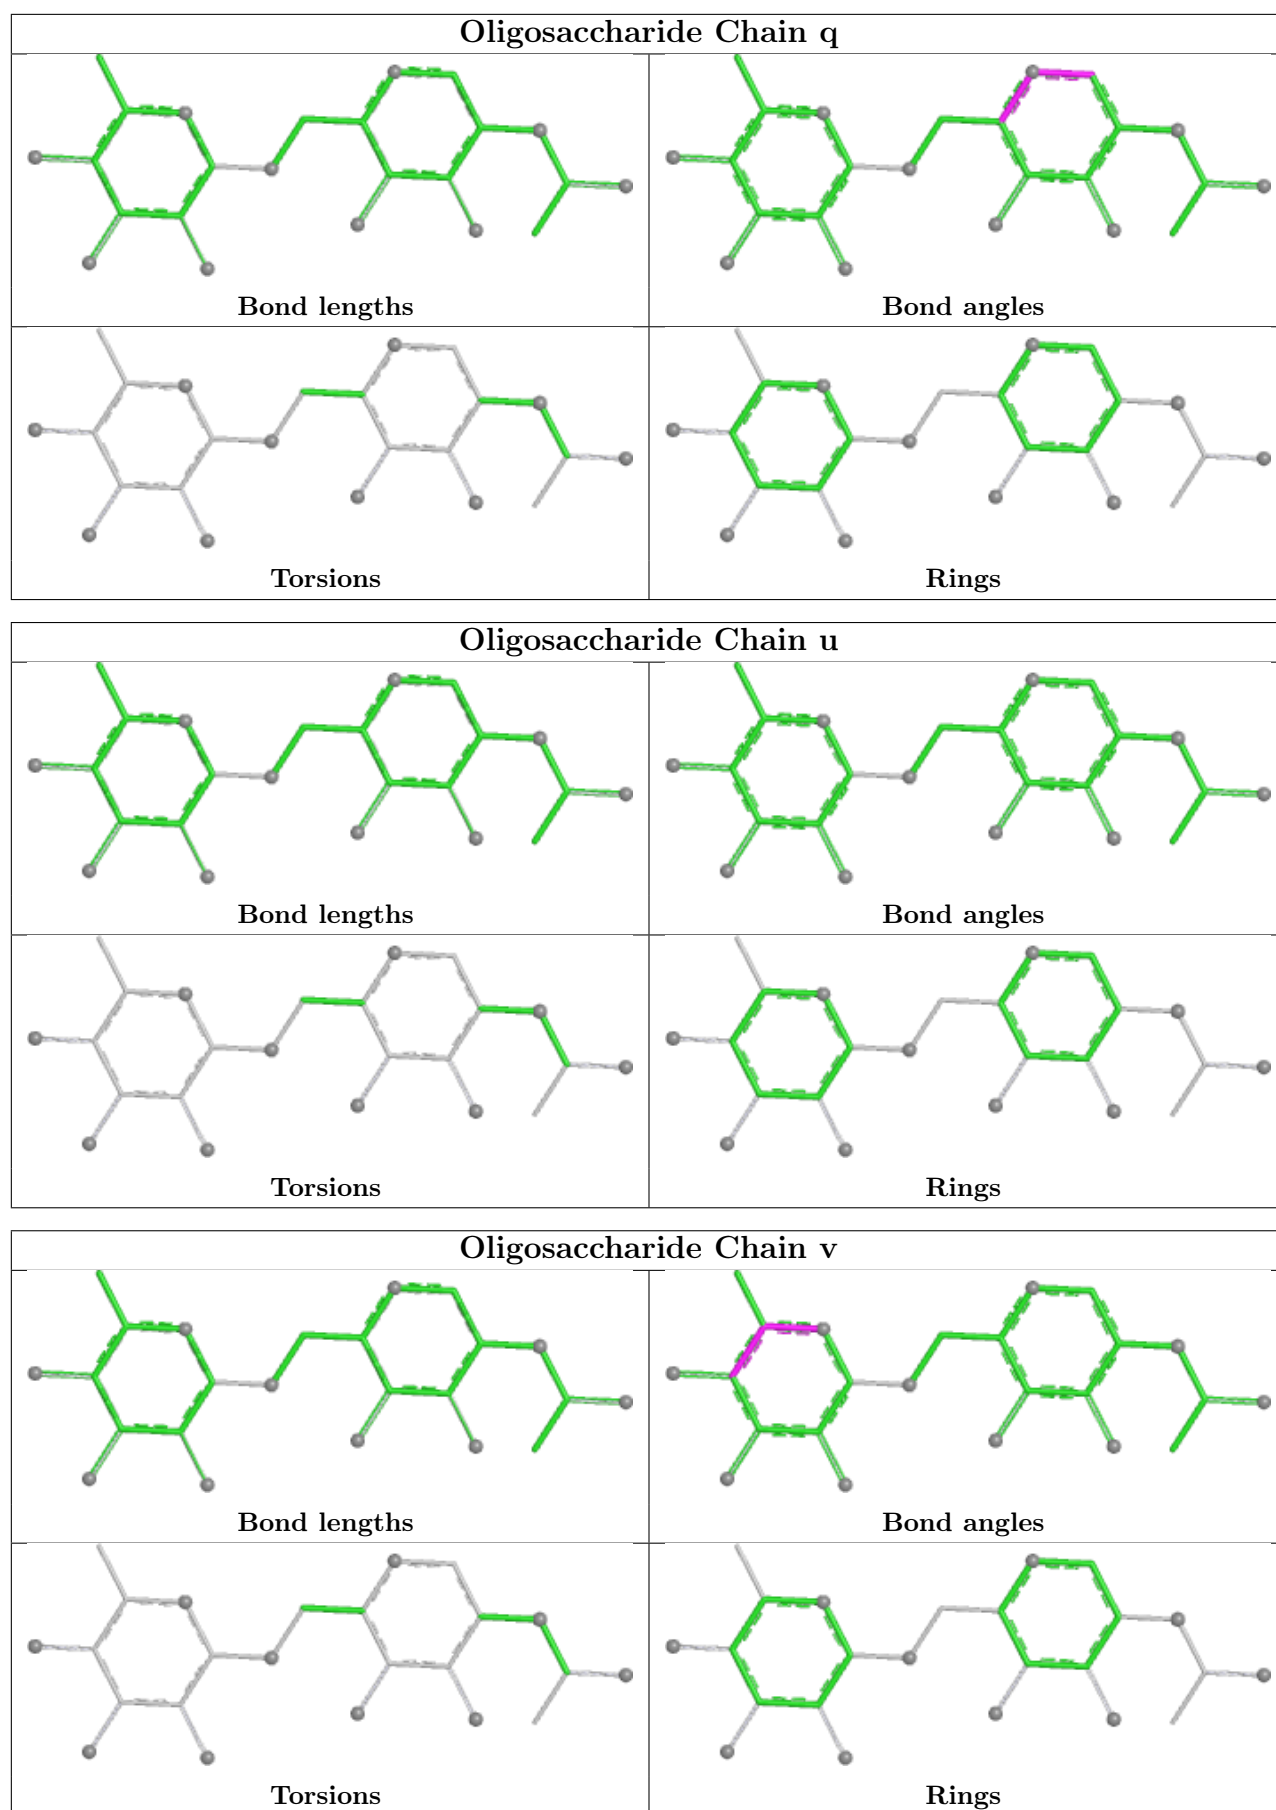 Oligosaccharide Chain q
Bond lengths
Bond angles
Torsions
Rings
Oligosaccharide Chain u
Bond lengths
Bond angles
Torsions
Rings
Oligosaccharide Chain v
Bond lengths
Bond angles
Torsions
Rings